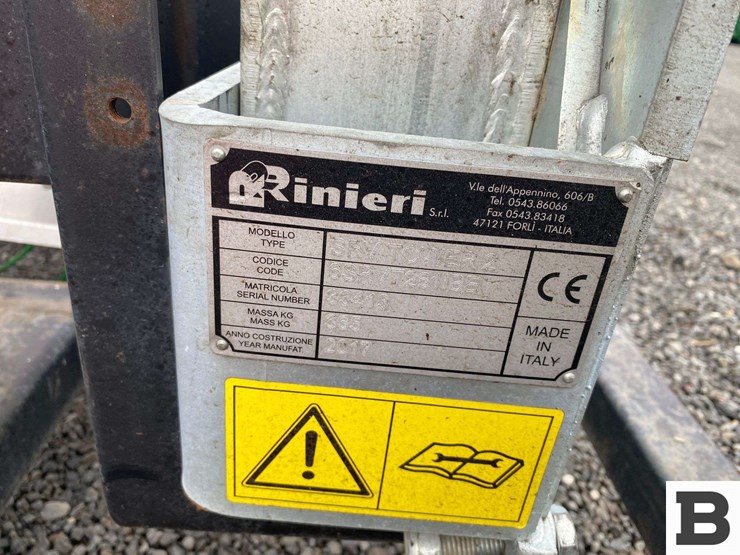 Rinieri S.r.l.
V.le dell'Appennino, 606/B
Tel. 0543.86066
Fax 0543.83418
47121 FORLÌ - ITALIA
MODELLO
TYPE
CODICE
CODE
MATRICOLA
SERIAL NUMBER
MASSA KG
MASS KG
ANNO COSTRUZIONE
YEAR MANUFAT.
CE
MADE
IN
ITALY
B